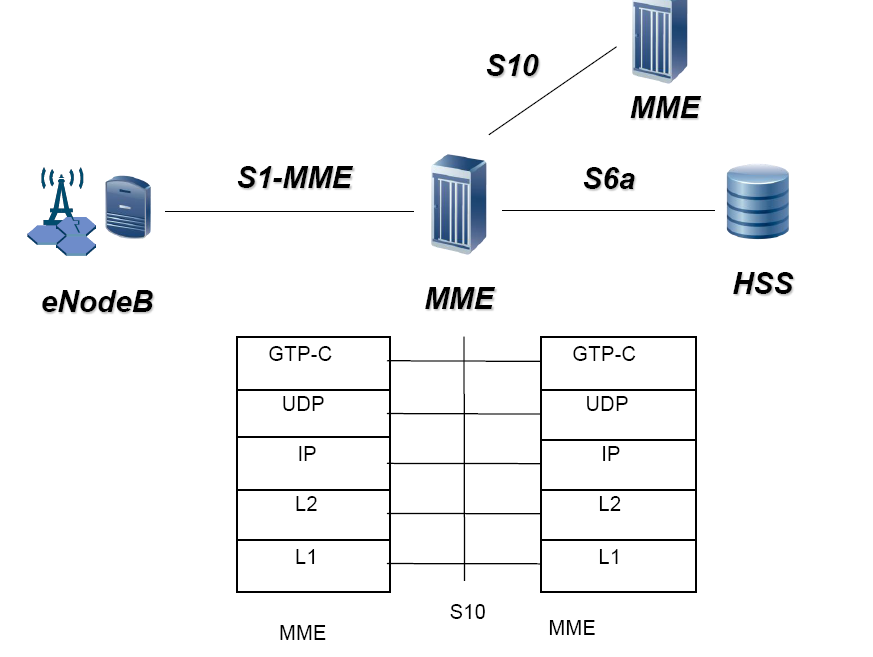 S10
MME
S1-MME
S6a
eNodeB
MME
HSS
GTP-C
GTP-C
UDP
UDP
IP
IP
L2
L2
L1
L1
S10
MME
MME